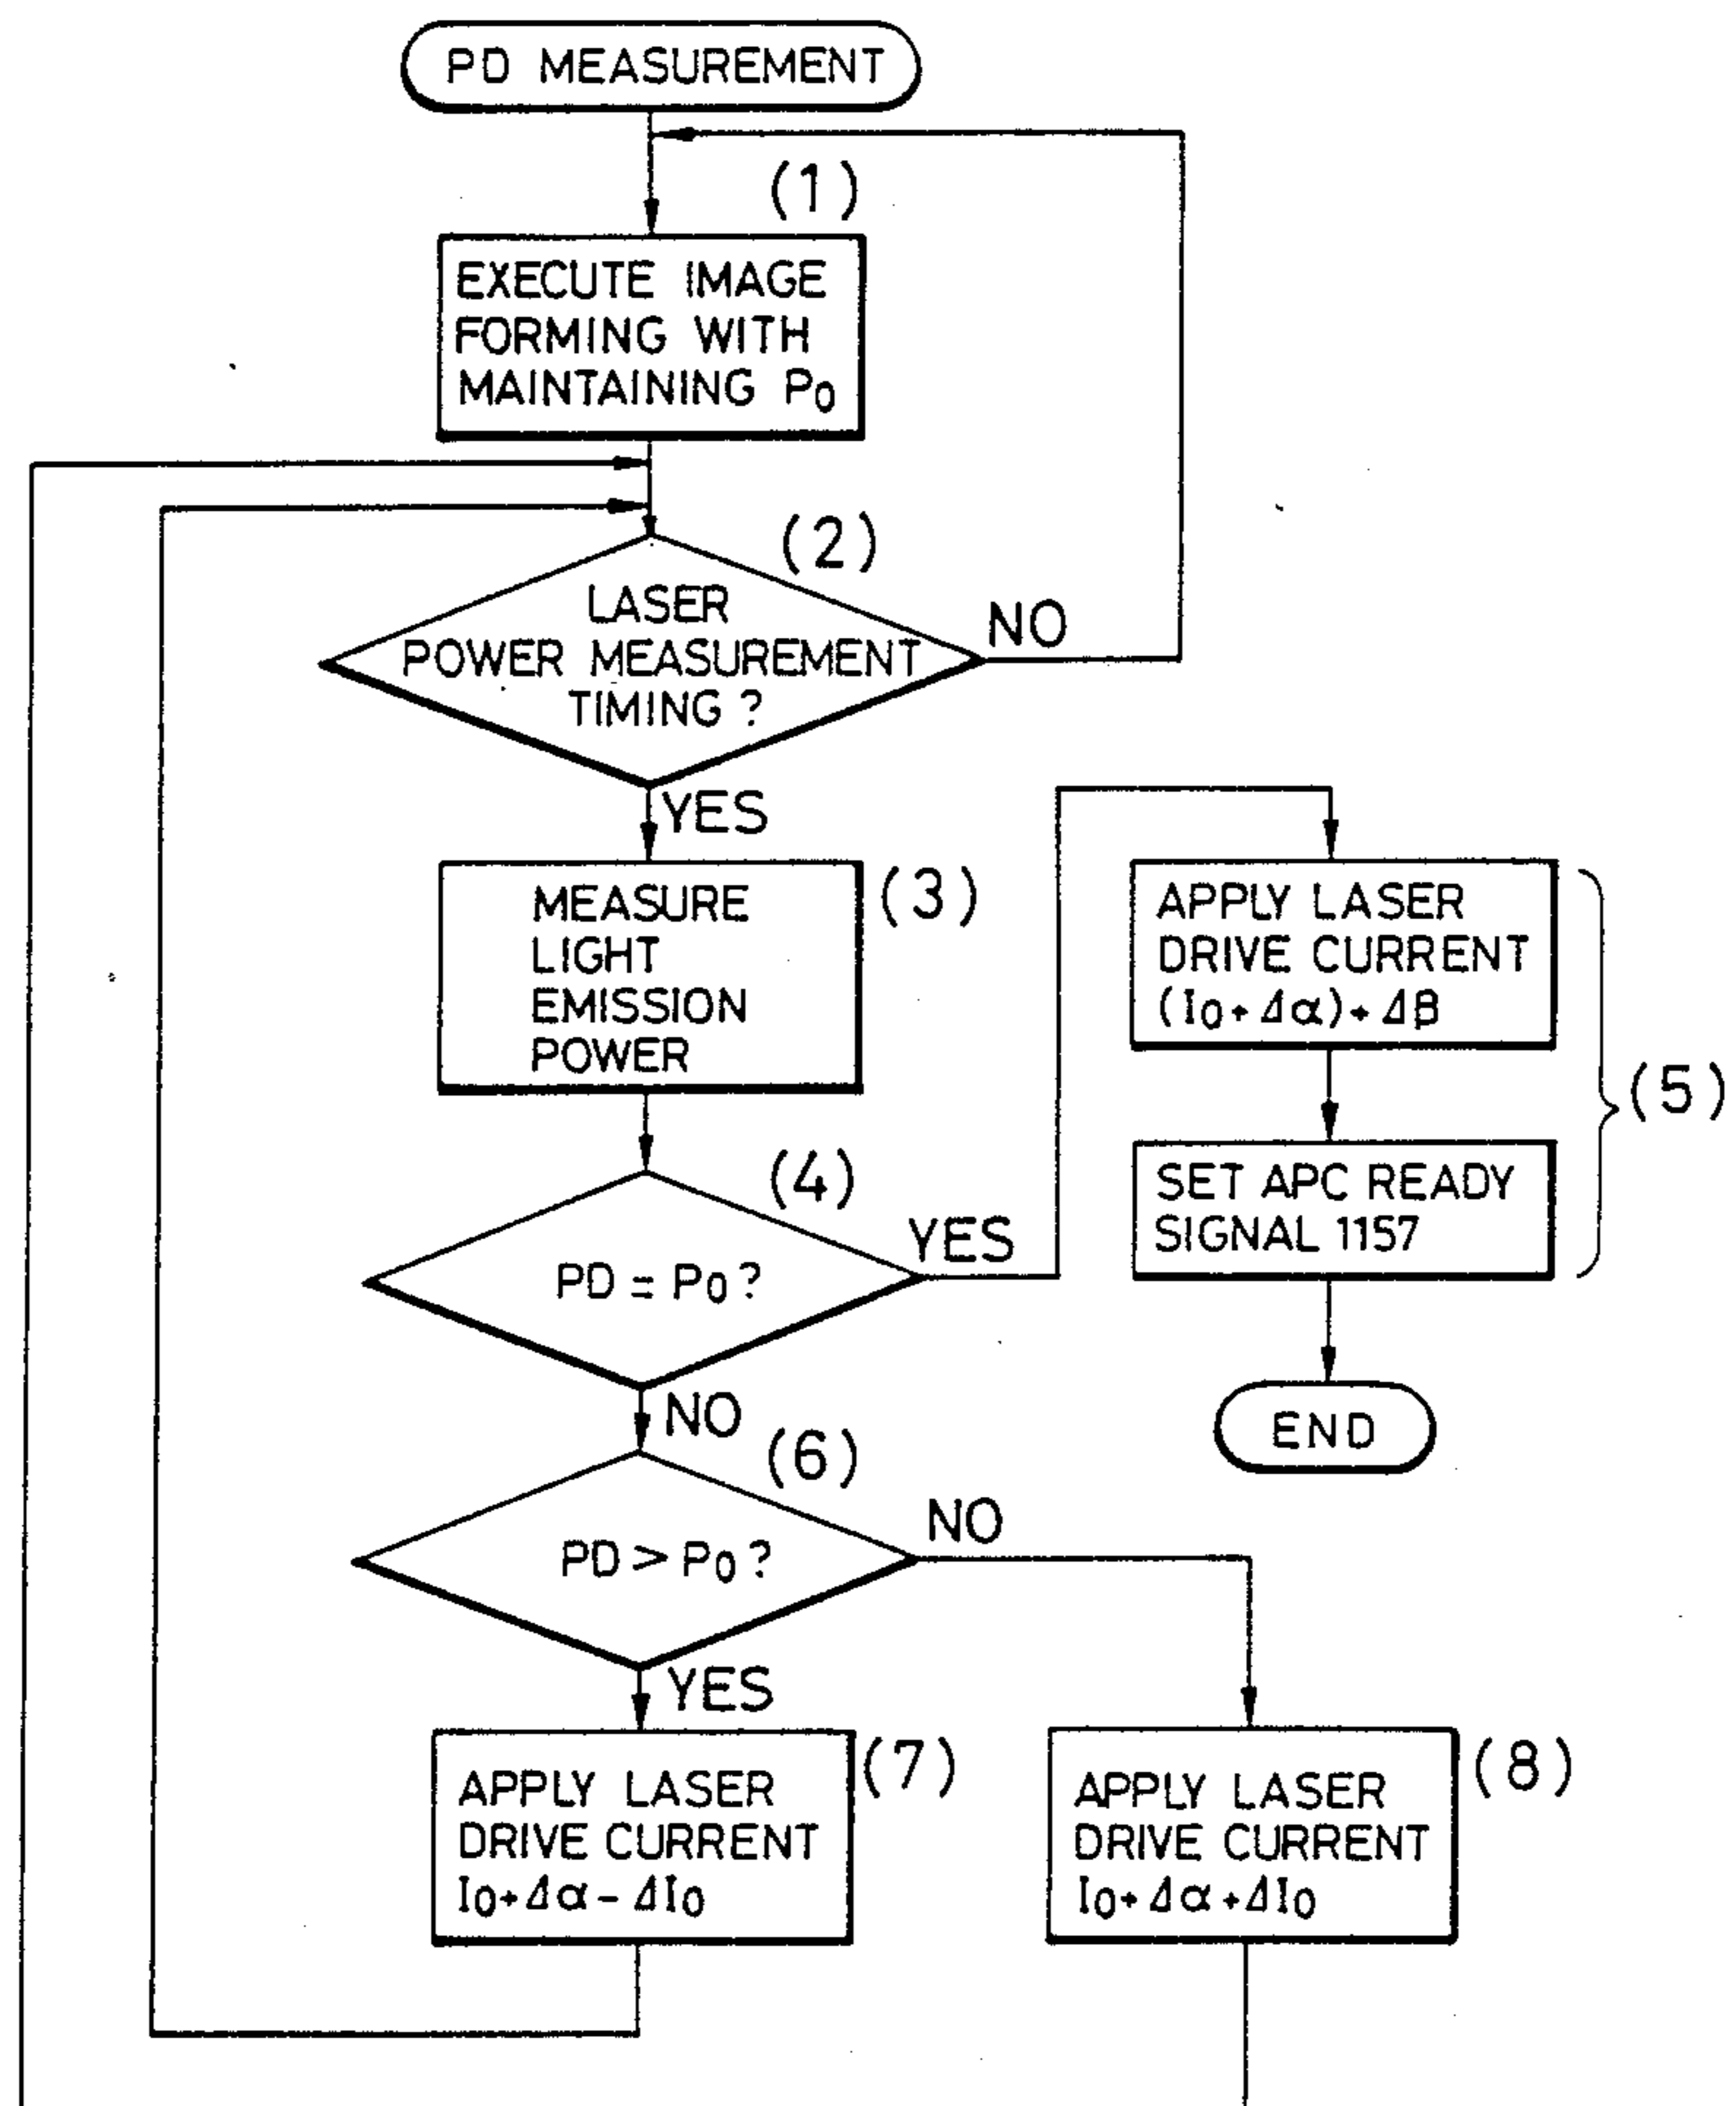 PD MEASUREMENT
(1)
EXECUTE IMAGE
FORMING WITH
MAINTAINING P0
(2)
LASER
POWER MEASUREMENT
TIMING ?
NO
YES
(3)
MEASURE
LIGHT
EMISSION
POWER
(4)
PD = P0 ?
YES
APPLY LASER
DRIVE CURRENT
(I0 + Δα) + Δβ
SET APC READY
SIGNAL 1157
(5)
END
NO
(6)
PD > P0 ?
NO
YES
(7)
APPLY LASER
DRIVE CURRENT
I0 + Δα - ΔI0
(8)
APPLY LASER
DRIVE CURRENT
I0 + Δα + ΔI0